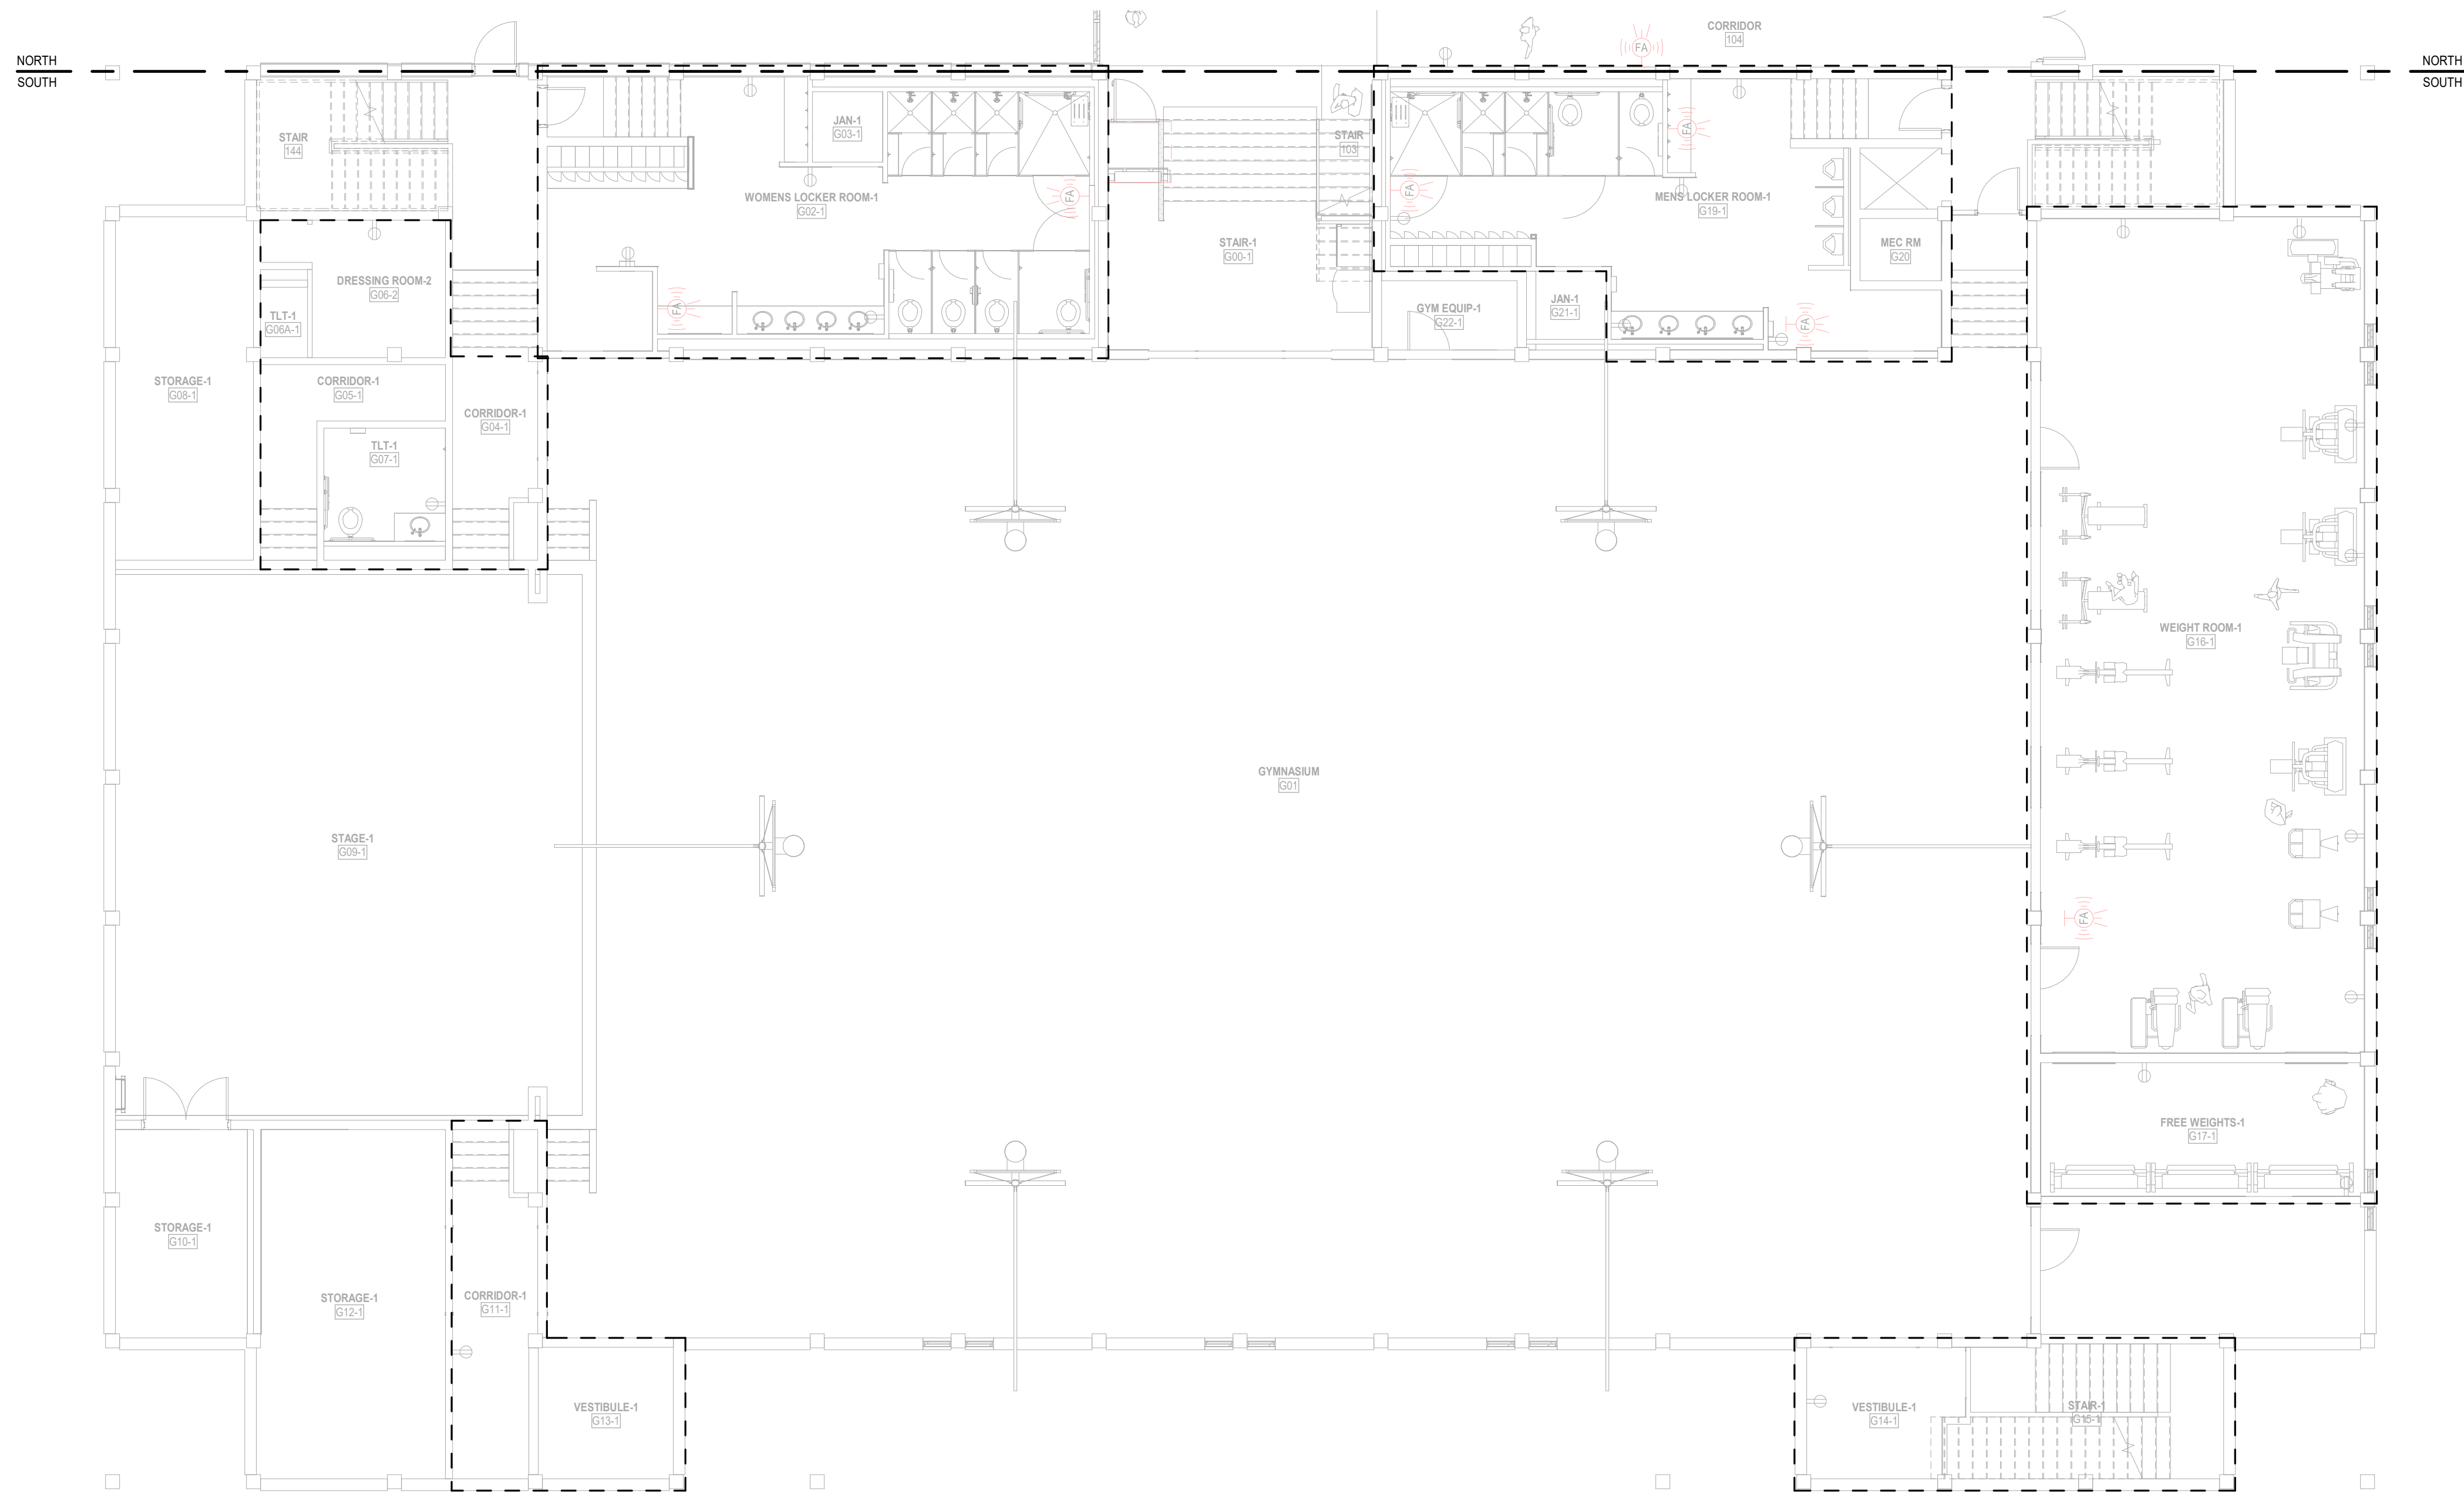 CORRIDOR
104
FA
NORTH
SOUTH
NORTH
SOUTH
STAIR
144
JAN-1
G03-1
FA
STAIR
103
WOMENS LOCKER ROOM-1
G02-1
FA
FA
MENS LOCKER ROOM-1
G19-1
STAIR-1
G00-1
MEC RM
G20
DRESSING ROOM-2
G06-2
TLT-1
G06A-1
FA
GYM EQUIP-1
G22-1
JAN-1
G21-1
FA
STORAGE-1
G08-1
CORRIDOR-1
G05-1
CORRIDOR-1
G04-1
TLT-1
G07-1
WEIGHT ROOM-1
G16-1
GYMNASIUM
G01
STAGE-1
G09-1
FA
FREE WEIGHTS-1
G17-1
STORAGE-1
G10-1
STORAGE-1
G12-1
CORRIDOR-1
G11-1
VESTIBULE-1
G13-1
VESTIBULE-1
G14-1
STAIR-1
G15-1